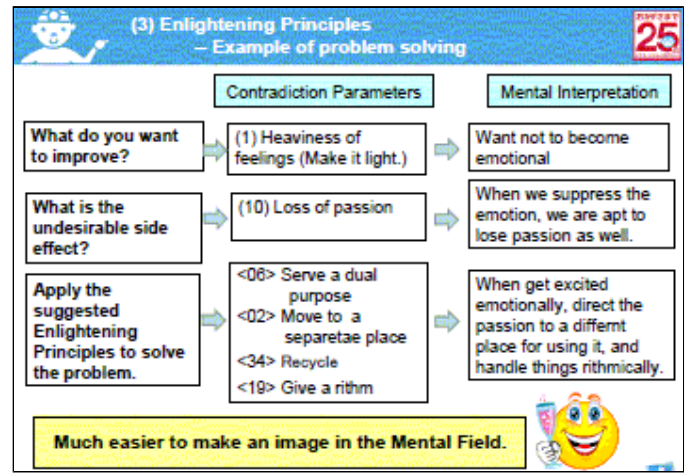 (3) Enlightening Principles
– Example of problem solving
25
Contradiction Parameters
Mental Interpretation
What do you want
to improve?
(1) Heaviness of
feelings (Make it light.)
Want not to become
emotional
What is the
undesirable side
effect?
(10) Loss of passion
When we suppress the
emotion, we are apt to
lose passion as well.
Apply the
suggested
Enlightening
Principles to solve
the problem.
<06> Serve a dual
purpose
<02> Move to a
separetae place
<34> Recycle
<19> Give a rithm
When get excited
emotionally, direct the
passion to a differnt
place for using it, and
handle things rithmically.
Much easier to make an image in the Mental Field.